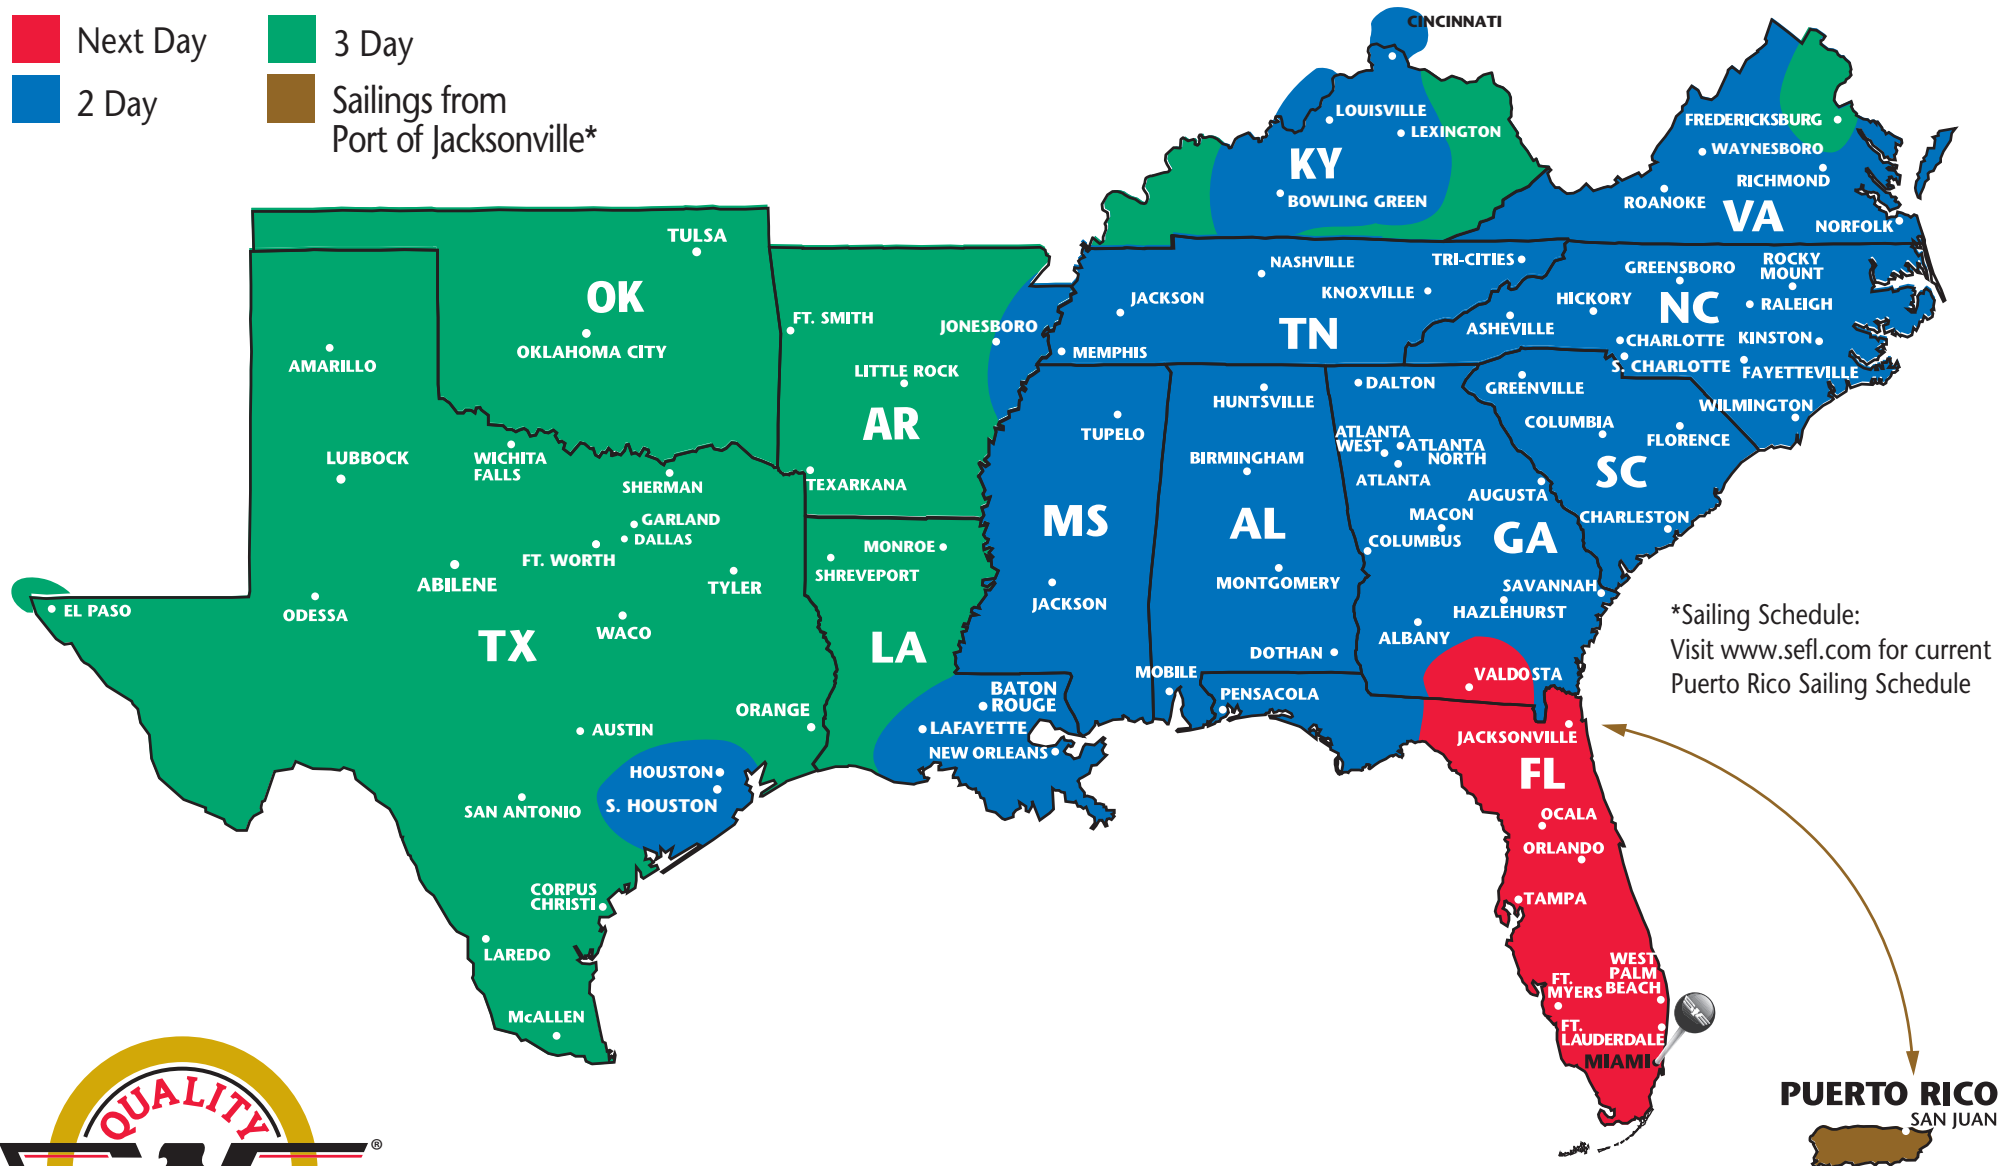 Next Day
2 Day
3 Day
Sailings from
Port of Jacksonville*
CINCINNATI
LOUISVILLE
LEXINGTON
KY
BOWLING GREEN
FREDERICKSBURG
WAYNESBORO
RICHMOND
ROANOKE
VA
NORFOLK
TULSA
OK
OKLAHOMA CITY
FT. SMITH
JONESBORO
LITTLE ROCK
AR
TEXARKANA
NASHVILLE
TRI-CITIES
JACKSON
KNOXVILLE
TN
MEMPHIS
GREENSBORO
ROCKY
MOUNT
HICKORY
NC
RALEIGH
ASHEVILLE
CHARLOTTE
KINSTON
S. CHARLOTTE
FAYETTEVILLE
WILMINGTON
GREENVILLE
COLUMBIA
FLORENCE
SC
CHARLESTON
AMARILLO
LUBBOCK
WICHITA
FALLS
SHERMAN
GARLAND
DALLAS
FT. WORTH
ABILENE
TYLER
EL PASO
ODESSA
WACO
TX
AUSTIN
ORANGE
HOUSTON
S. HOUSTON
SAN ANTONIO
CORPUS
CHRISTI
LAREDO
McALLEN
MONROE
SHREVEPORT
LA
BATON
ROUGE
LAFAYETTE
NEW ORLEANS
TUPELO
MS
JACKSON
HUNTSVILLE
BIRMINGHAM
AL
MONTGOMERY
DOTHAN
MOBILE
DALTON
ATLANTA
WEST
ATLANTA
NORTH
ATLANTA
AUGUSTA
MACON
COLUMBUS
GA
SAVANNAH
HAZLEHURST
ALBANY
VALDOSTA
PENSACOLA
JACKSONVILLE
FL
OCALA
ORLANDO
TAMPA
WEST
PALM
BEACH
FT.
MYERS
FT.
LAUDERDALE
MIAMI
*Sailing Schedule:
Visit www.sefl.com for current
Puerto Rico Sailing Schedule
PUERTO RICO
SAN JUAN
QUALITY
®